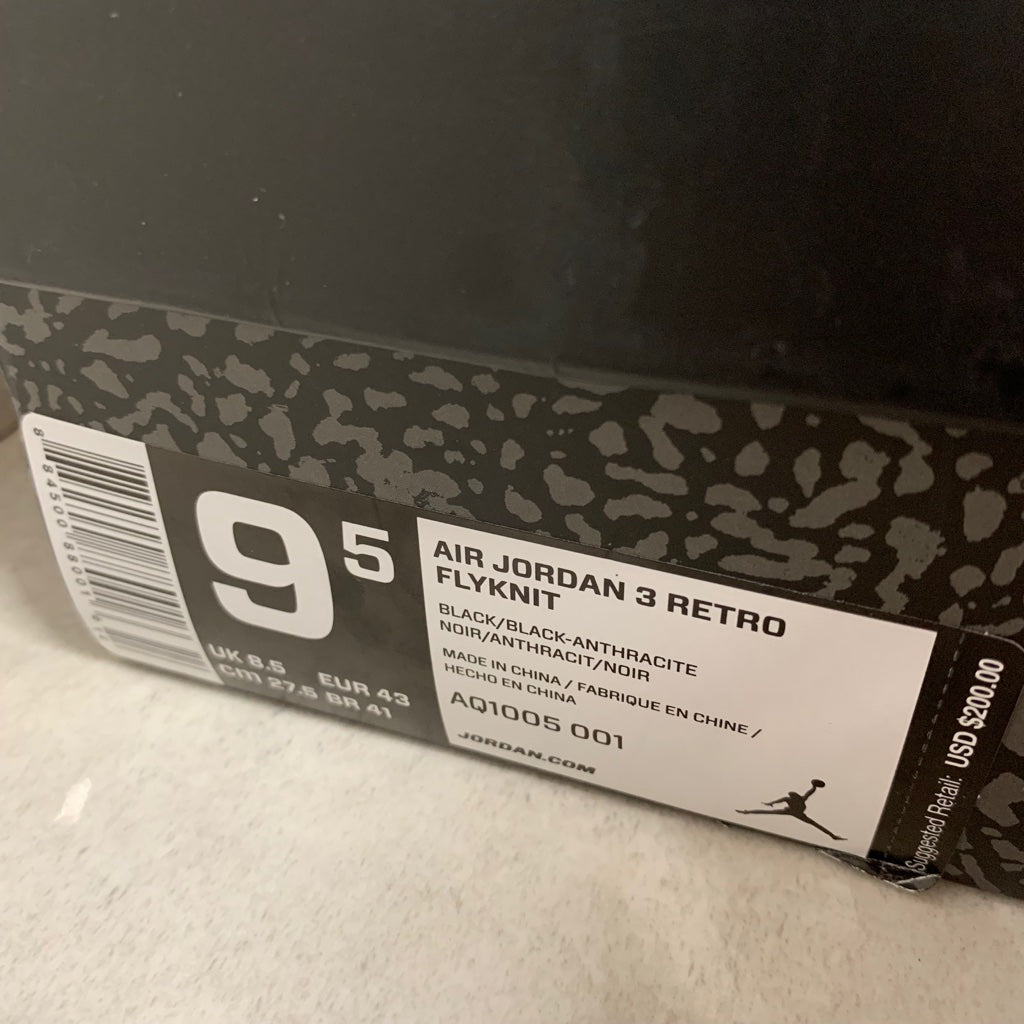 9 5
UK 8.5 EUR 43
CM 27.5 BR 41
AIR JORDAN 3 RETRO
FLYKNIT
BLACK/BLACK-ANTHRACITE
NOIR/ANTHRACIT/NOIR
MADE IN CHINA / FABRIQUE EN CHINE /
HECHO EN CHINA
AQ1005 001
JORDAN.COM
Suggested Retail: USD $200.00